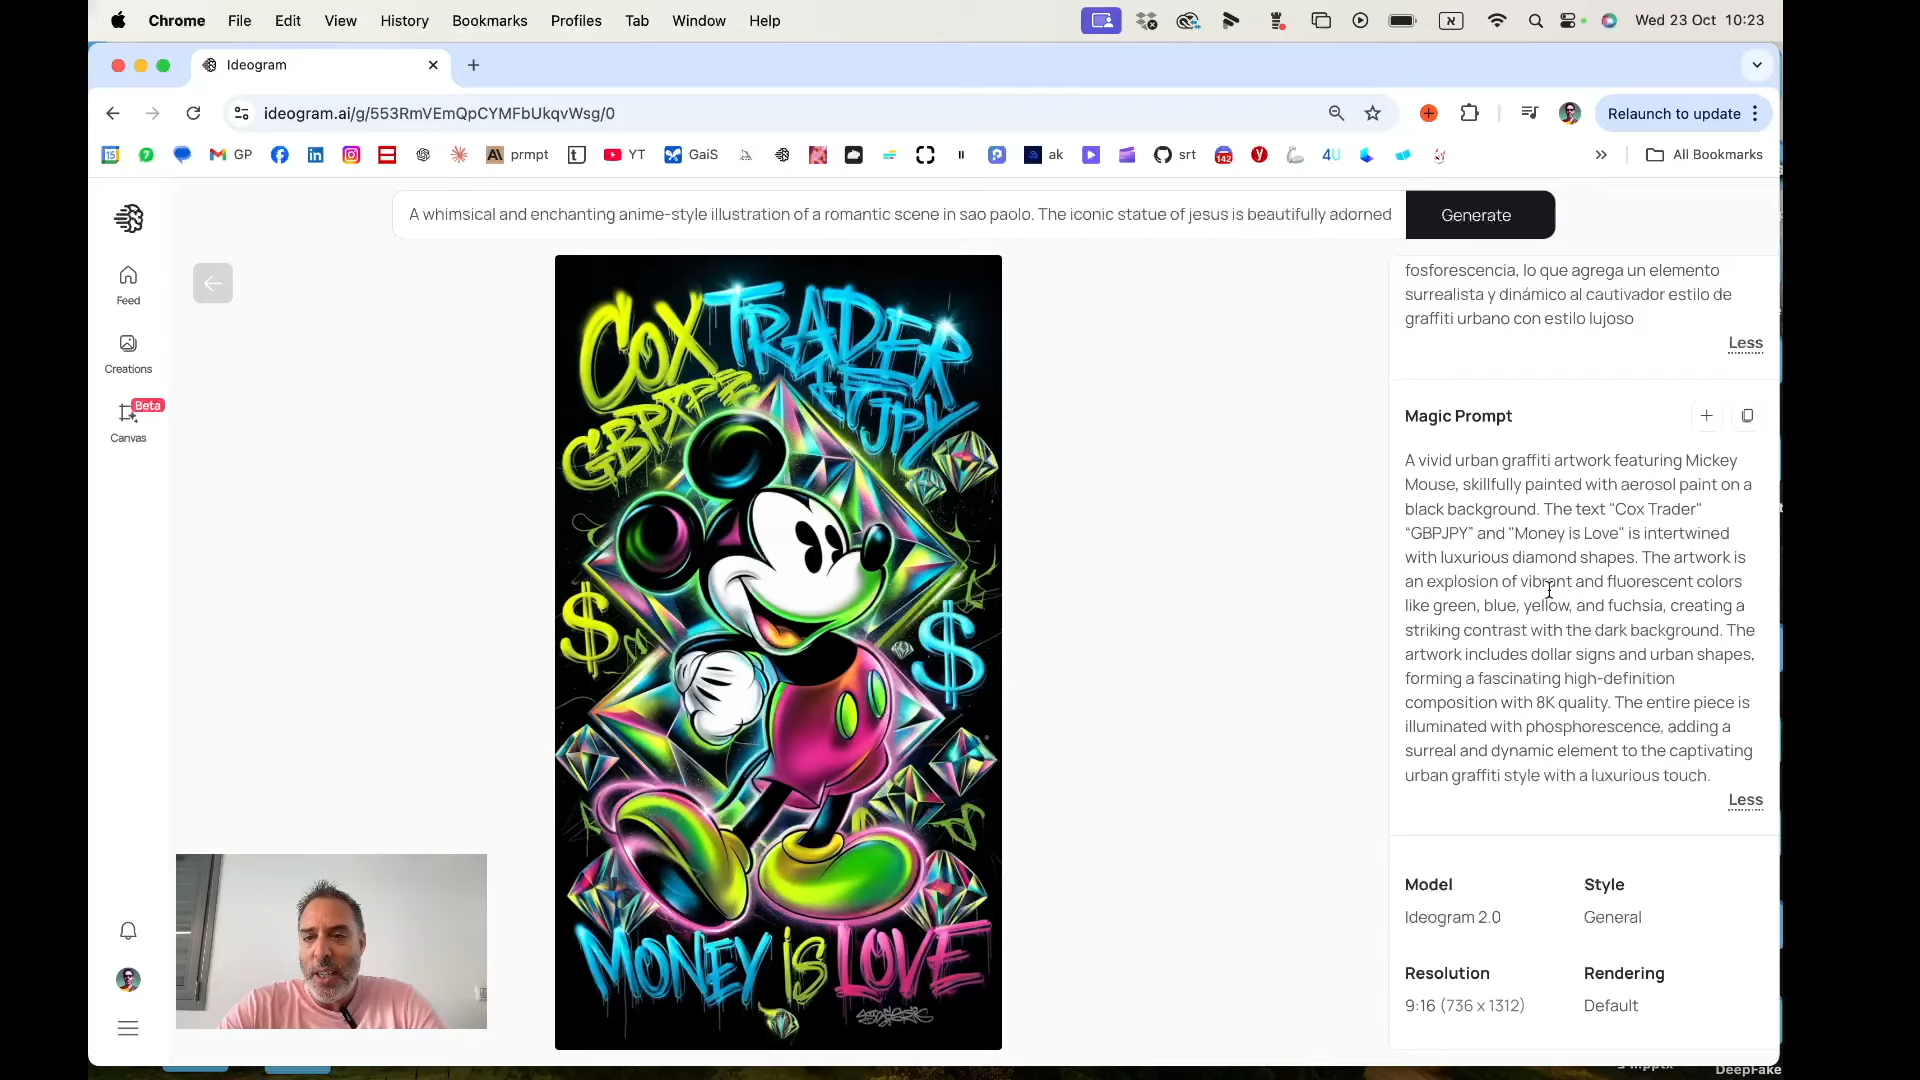 Chrome File Edit View History Bookmarks Profiles Tab Window Help
Wed 23 Oct 10:23
Ideogram
ideogram.ai/g/553RmVEmQpCYMFbUkqvWsg/0
Relaunch to update
GP
prmpt
YT
GaiS
ak
srt
142
4U
All Bookmarks
A whimsical and enchanting anime-style illustration of a romantic scene in sao paolo. The iconic statue of jesus is beautifully adorned
Generate
Feed
Creations
Beta
Canvas
COX TRADER
JPY
MONEY IS LOVE
fosforescencia, lo que agrega un elemento
surrealista y dinámico al cautivador estilo de
graffiti urbano con estilo lujoso
Less
Magic Prompt
A vivid urban graffiti artwork featuring Mickey
Mouse, skillfully painted with aerosol paint on a
black background. The text "Cox Trader"
“GBPJPY” and "Money is Love" is intertwined
with luxurious diamond shapes. The artwork is
an explosion of vibrant and fluorescent colors
like green, blue, yellow, and fuchsia, creating a
striking contrast with the dark background. The
artwork includes dollar signs and urban shapes,
forming a fascinating high-definition
composition with 8K quality. The entire piece is
illuminated with phosphorescence, adding a
surreal and dynamic element to the captivating
urban graffiti style with a luxurious touch.
Less
Model
Ideogram 2.0
Style
General
Resolution
9:16 (736 x 1312)
Rendering
Default
DeepFake